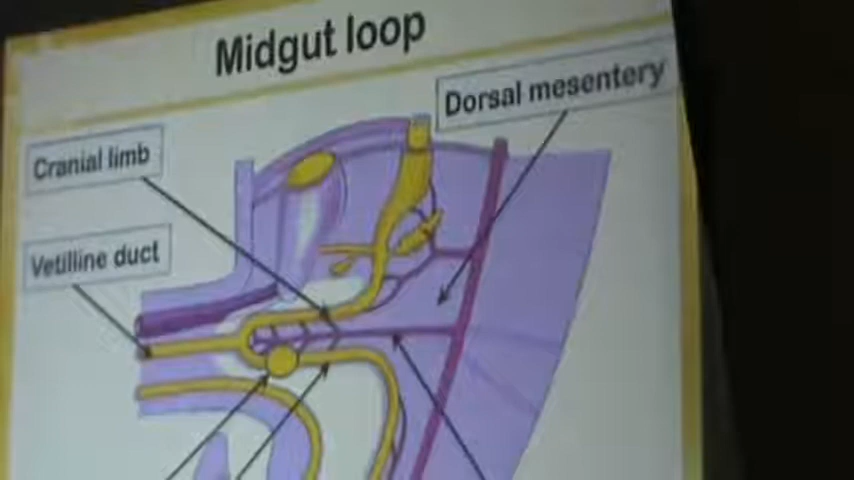 Midgut loop
Dorsal mesentery
Cranial limb
Vetilline duct